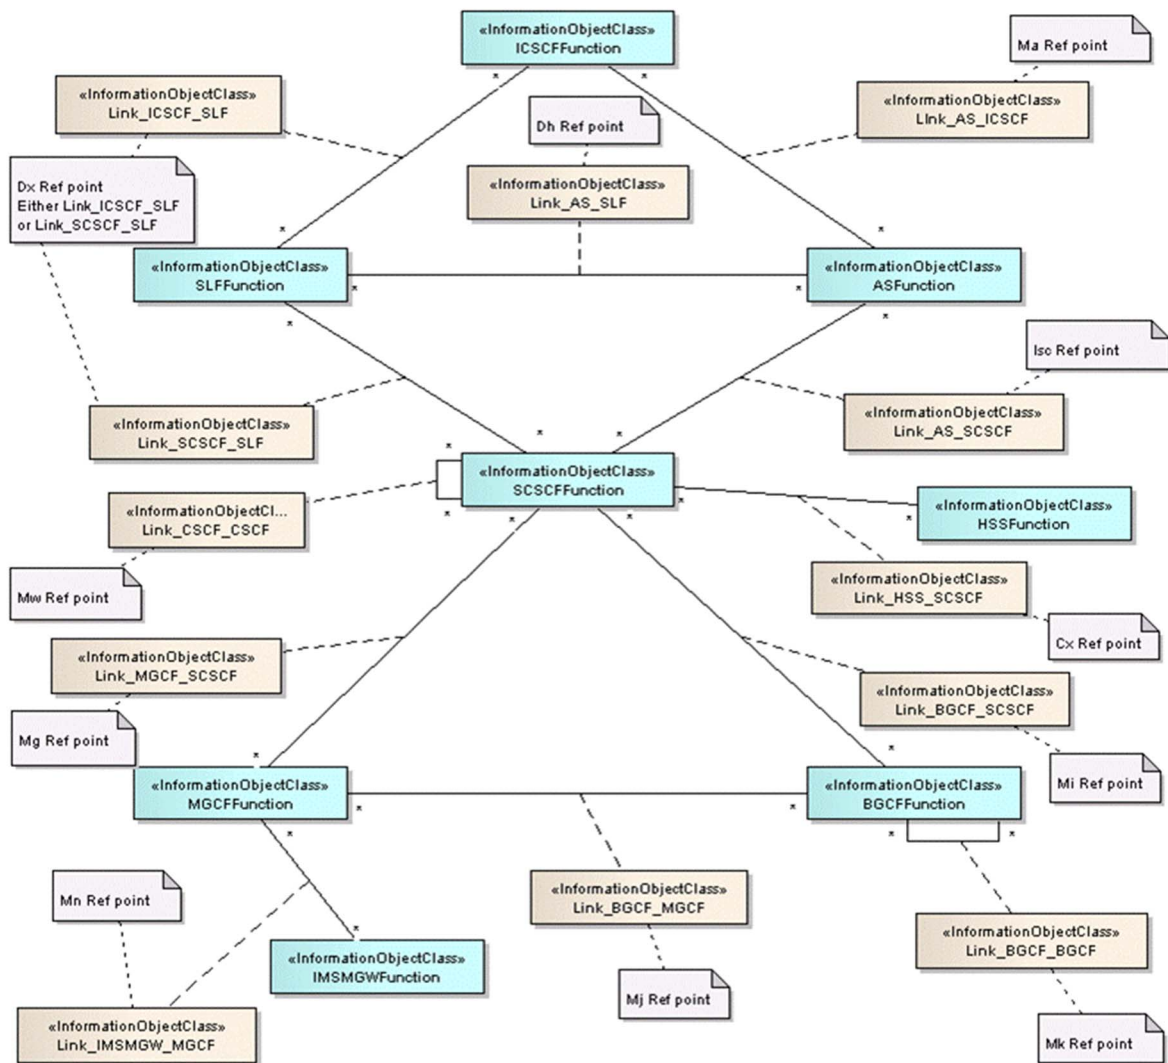 «InformationObjectClass»
ICSCFFunction
Ma Ref point
«InformationObjectClass»
Link_ICSCF_SLF
«InformationObjectClass»
LInk_AS_ICSCF
Dh Ref point
Dx Ref point
Either Link_ICSCF_SLF
or Link_SCSCF_SLF
«InformationObjectClass»
Link_AS_SLF
«InformationObjectClass»
SLFFunction
«InformationObjectClass»
ASFunction
Isc Ref point
«InformationObjectClass»
Link_SCSCF_SLF
«InformationObjectClass»
Link_AS_SCSCF
«InformationObjectClass»
SCSCFFunction
«InformationObjectCl...
Link_CSCF_CSCF
«InformationObjectClass»
HSSFunction
Mw Ref point
«InformationObjectClass»
Link_HSS_SCSCF
Cx Ref point
«InformationObjectClass»
Link_MGCF_SCSCF
«InformationObjectClass»
Link_BGCF_SCSCF
Mg Ref point
Mi Ref point
«InformationObjectClass»
MGCFFunction
«InformationObjectClass»
BGCFFunction
Mn Ref point
«InformationObjectClass»
Link_BGCF_MGCF
«InformationObjectClass»
Link_BGCF_BGCF
«InformationObjectClass»
IMSMGWFunction
Mj Ref point
«InformationObjectClass»
Link_IMSMGW_MGCF
Mk Ref point